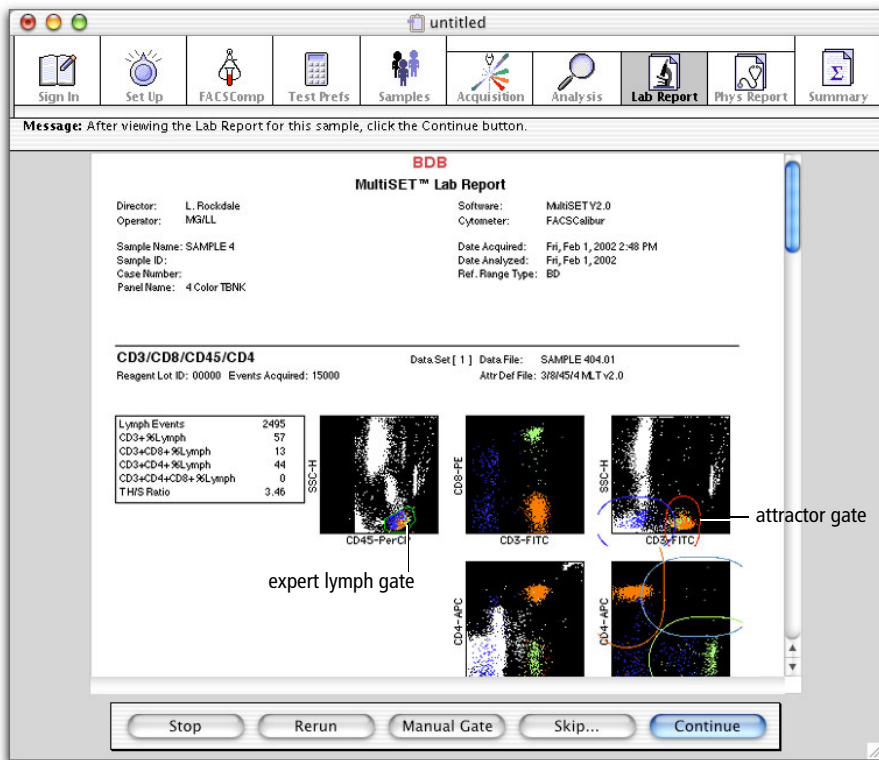 untitled
Sign In
Set Up
FACSComp
Test Prefs
Samples
Acquisition
Analysis
Lab Report
Phys Report
Σ
Summary
Message: After viewing the Lab Report for this sample, click the Continue button.
BDB
MultiSET™ Lab Report
Director: L. Rockdale
Operator: MG/LL
Software: MultiSET V2.0
Cytometer: FACSCalibur
Sample Name: SAMPLE 4
Sample ID:
Case Number:
Panel Name: 4 Color TBNK
Date Acquired: Fri, Feb 1, 2002 2:48 PM
Date Analyzed: Fri, Feb 1, 2002
Ref. Range Type: BD
CD3/CD8/CD45/CD4
Reagent Lot ID: 00000 Events Acquired: 15000
Data Set [ 1 ] Data File: SAMPLE 404.01
Attr Def File: 3/8/45/4 MLT v2.0
Lymph Events 2495
CD3+ %Lymph 57
CD3+CD8+ %Lymph 13
CD3+CD4+ %Lymph 44
CD3+CD4+CD8+ %Lymph 0
TH/S Ratio 3.46
SSC-H
CD45-PerCP
CD8-PE
CD3-FITC
SSC-H
CD3-FITC
attractor gate
expert lymph gate
CD4-APC
CD4-APC
Stop
Rerun
Manual Gate
Skip...
Continue